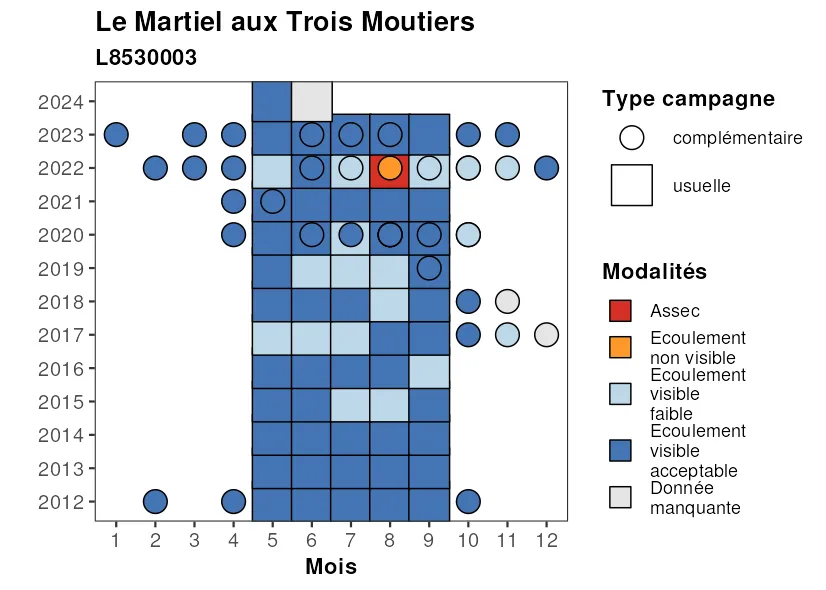 Le Martiel aux Trois Moutiers
L8530003
2024
2023
2022
2021
2020
2019
2018
2017
2016
2015
2014
2013
2012
1 2 3 4 5 6 7 8 9 10 11 12
Mois
Type campagne
complémentaire
usuelle
Modalités
Assec
Ecoulement
non visible
Ecoulement
visible
faible
Ecoulement
visible
acceptable
Donnée
manquante